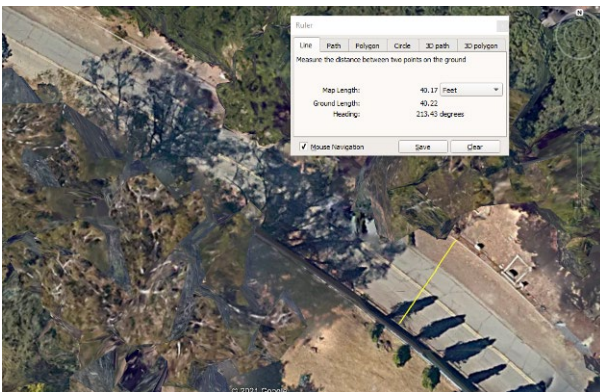 N
Ruler
Line Path Polygon Circle 3D path 3D polygon
Measure the distance between two points on the ground
Map Length: 40.17 Feet
Ground Length: 40.22
Heading: 213.43 degrees
Mouse Navigation Save Clear
© 2021 Google